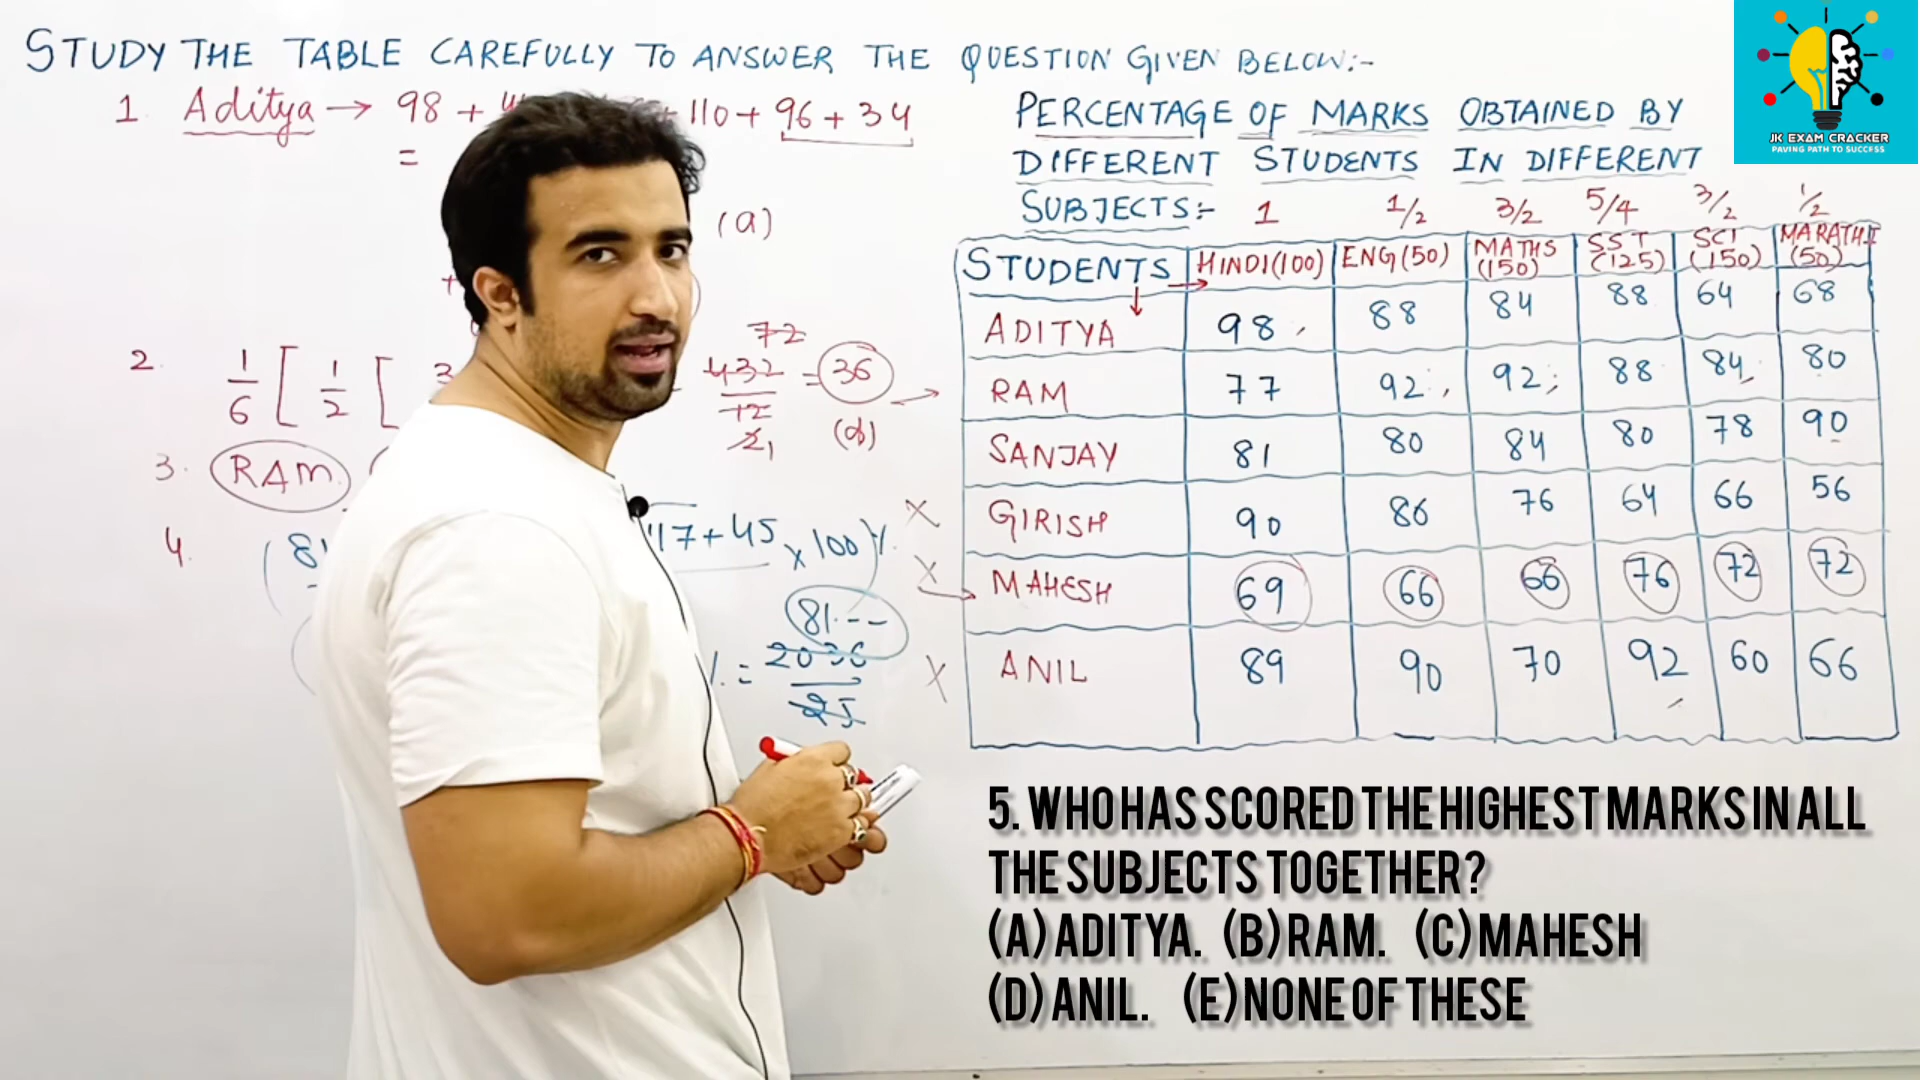 STUDY THE TABLE CAREFULLY TO ANSWER THE QUESTION GIVEN BELOW:-
JK EXAM CRACKER
PAVING PATH TO SUCCESS
1. Aditya → 98 + +110+ 96 + 34
=
(a)
+
2. 1/6 [ 1/2 [ 3 432/12 = 36
72
21
(d)
3. RAM
4. (81 117+45 × 100)%
81.--
% = 2036/25
PERCENTAGE OF MARKS OBTAINED BY
DIFFERENT STUDENTS IN DIFFERENT
SUBJECTS:- 1 1/2 3/2 5/4 3/2 1/2
STUDENTS HINDI(100) ENG(50) MATHS (150) SST (125) SCI (150) MARATHI (50)
ADITYA 98 88 84 88 64 68
RAM 77 92 92 88 84 80
SANJAY 81 80 84 80 78 90
× GIRISH 90 86 76 64 66 56
× MAHESH 69 66 66 76 72 72
× ANIL 89 90 70 92 60 66
5. WHO HAS SCORED THE HIGHEST MARKS IN ALL
THE SUBJECTS TOGETHER?
(A) ADITYA. (B) RAM. (C) MAHESH
(D) ANIL. (E) NONE OF THESE